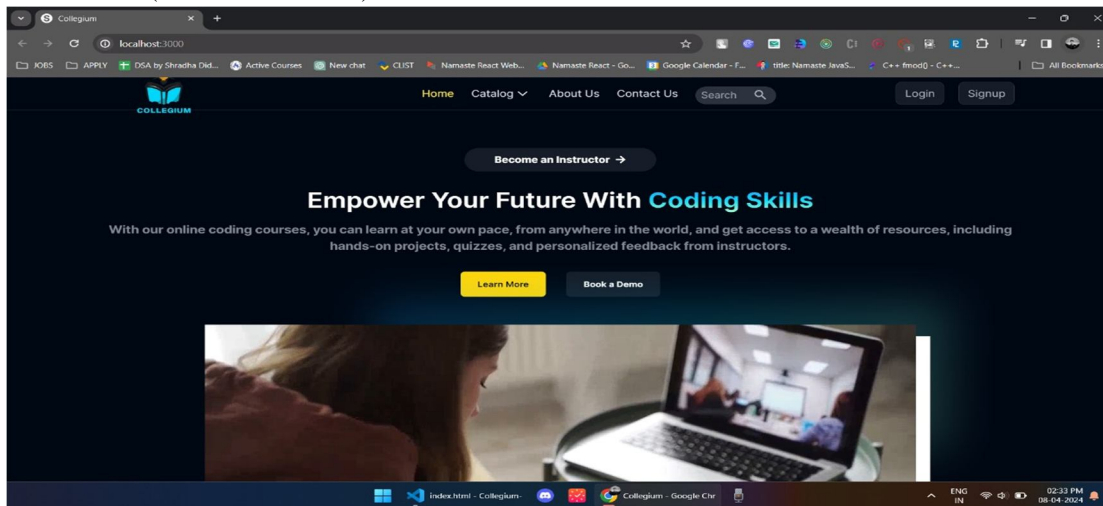 Collegium
localhost:3000
JOBS APPLY DSA by Shradha Did... Active Courses New chat CLIST Namaste React Web... Namaste React - Go... Google Calendar - F... tittle: Namaste JavaS... C++ fmod() - C++... All Bookmarks
COLLEGIUM
Home Catalog About Us Contact Us Search Login Signup
Become an Instructor →
Empower Your Future With Coding Skills
With our online coding courses, you can learn at your own pace, from anywhere in the world, and get access to a wealth of resources, including
hands-on projects, quizzes, and personalized feedback from instructors.
Learn More Book a Demo
index.html - Collegium- Collegium - Google Chr ENG 02:33 PM
IN 08-04-2024